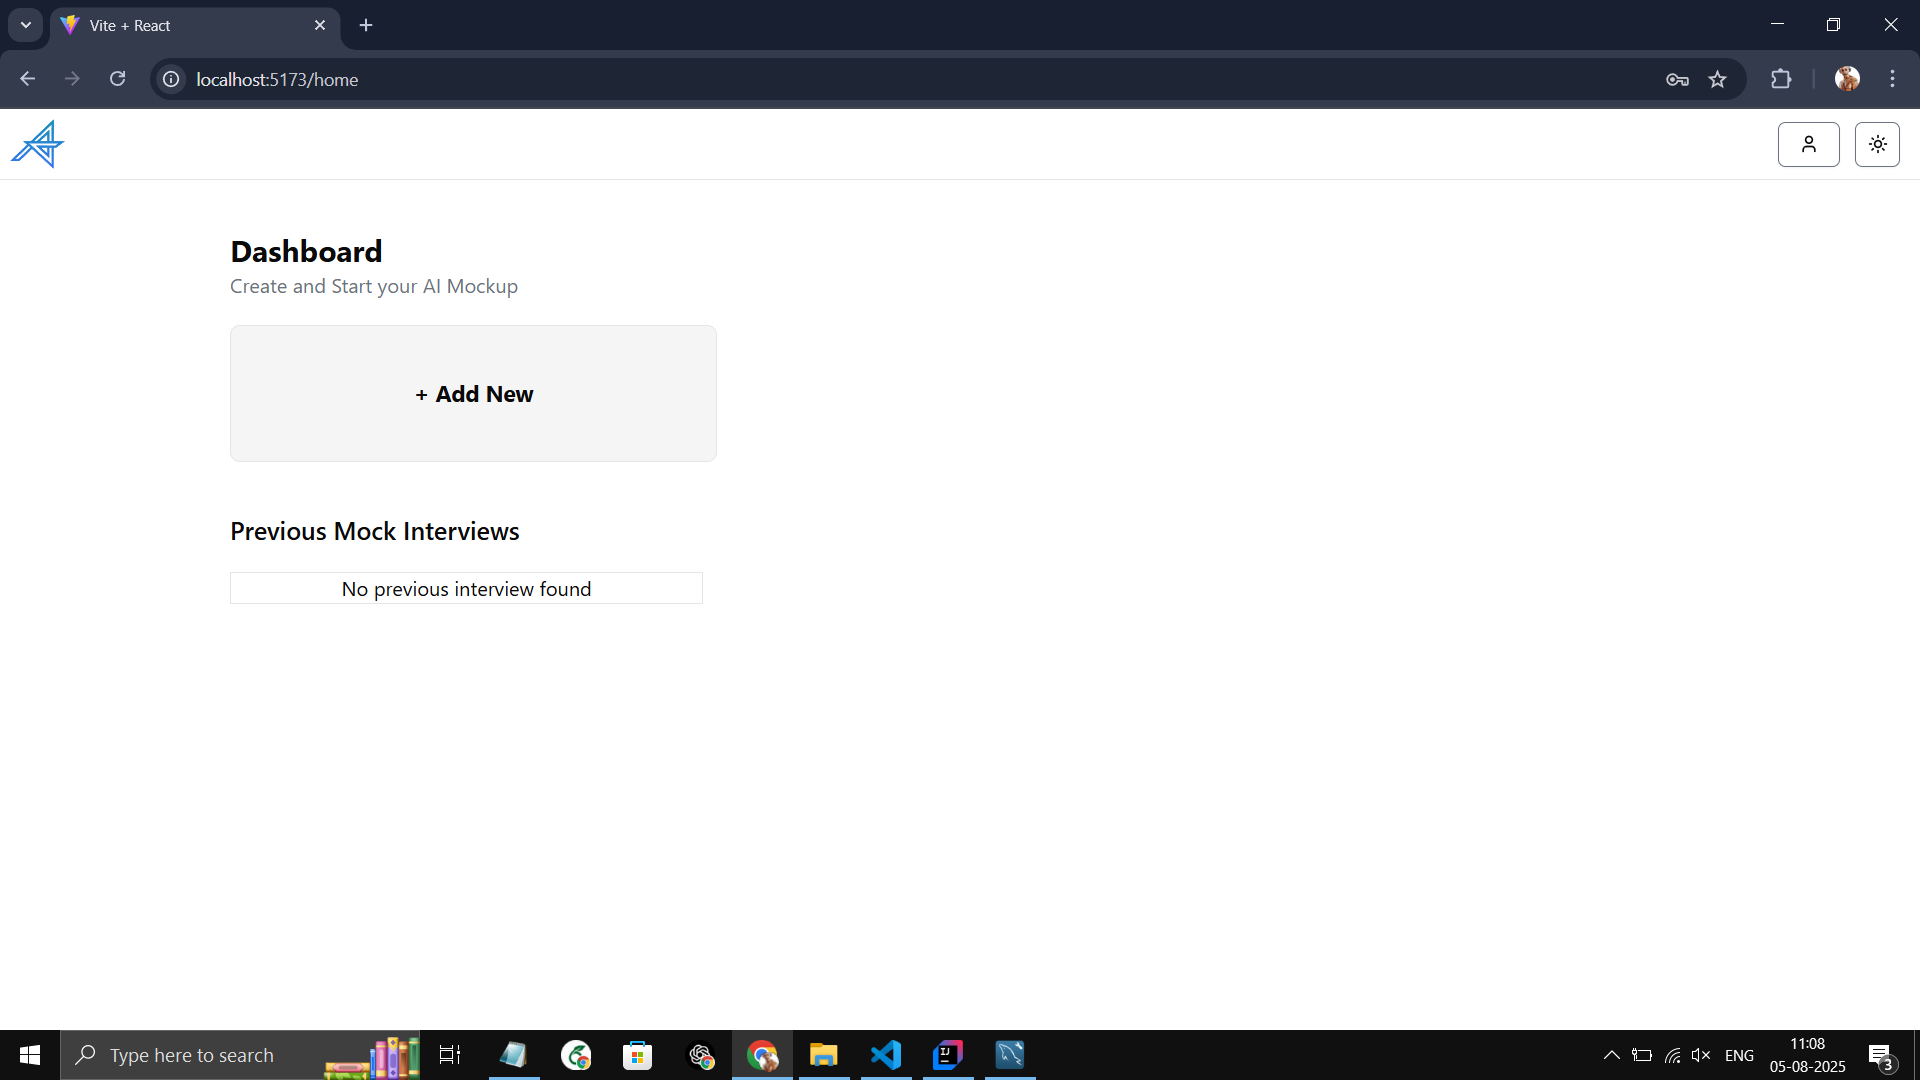 Vite + React
localhost:5173/home
Dashboard
Create and Start your AI Mockup
+ Add New
Previous Mock Interviews
No previous interview found
Type here to search
ENG
11:08
05-08-2025
3